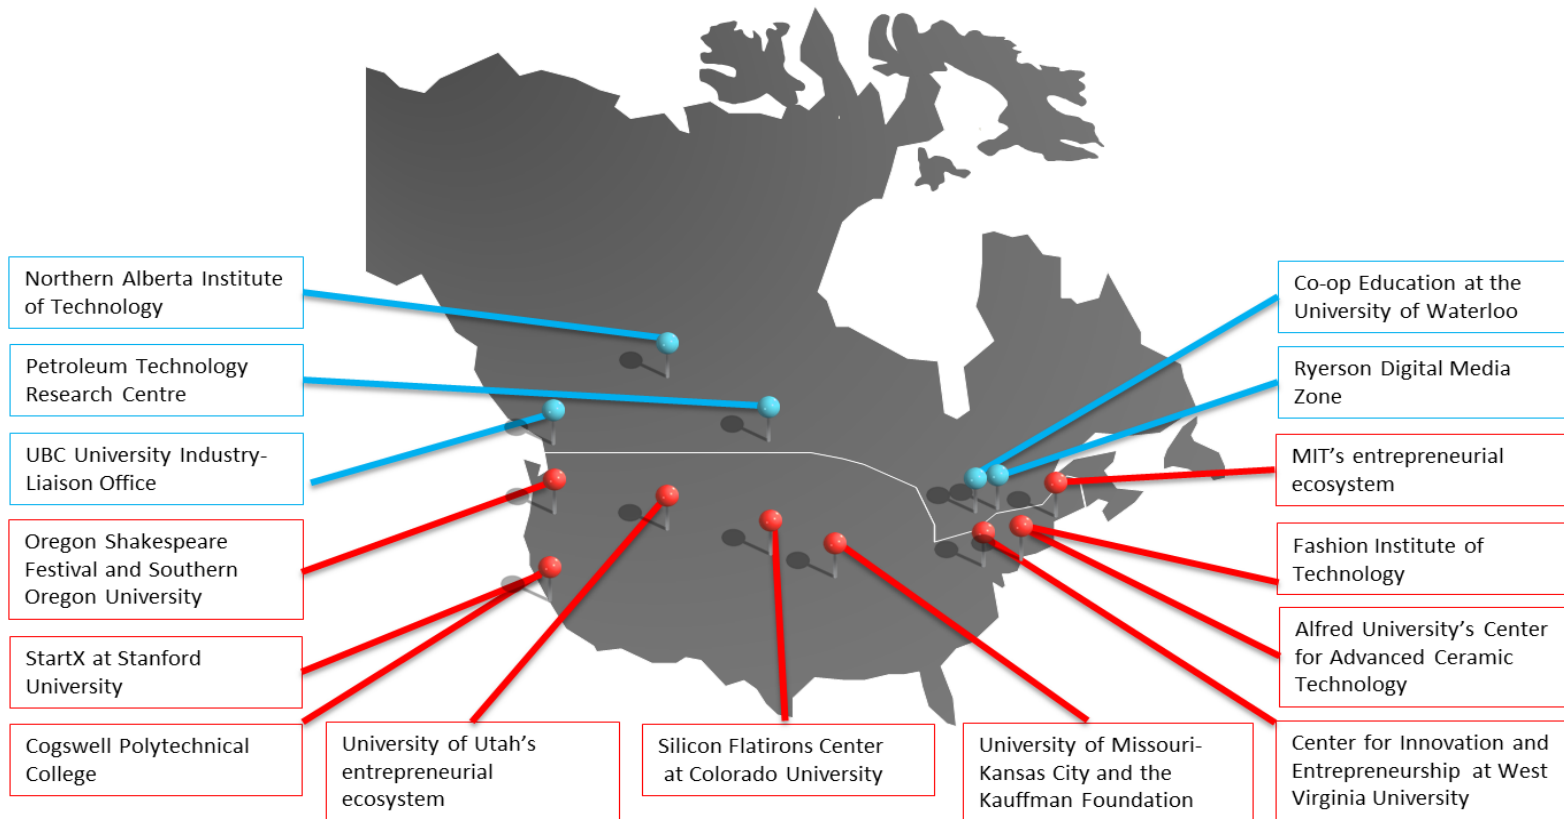 Northern Alberta Institute
of Technology
Petroleum Technology
Research Centre
UBC University Industry-
Liaison Office
Oregon Shakespeare
Festival and Southern
Oregon University
StartX at Stanford
University
Cogswell Polytechnical
College
University of Utah’s
entrepreneurial
ecosystem
Silicon Flatirons Center
at Colorado University
University of Missouri-
Kansas City and the
Kauffman Foundation
Co-op Education at the
University of Waterloo
Ryerson Digital Media
Zone
MIT’s entrepreneurial
ecosystem
Fashion Institute of
Technology
Alfred University’s Center
for Advanced Ceramic
Technology
Center for Innovation and
Entrepreneurship at West
Virginia University